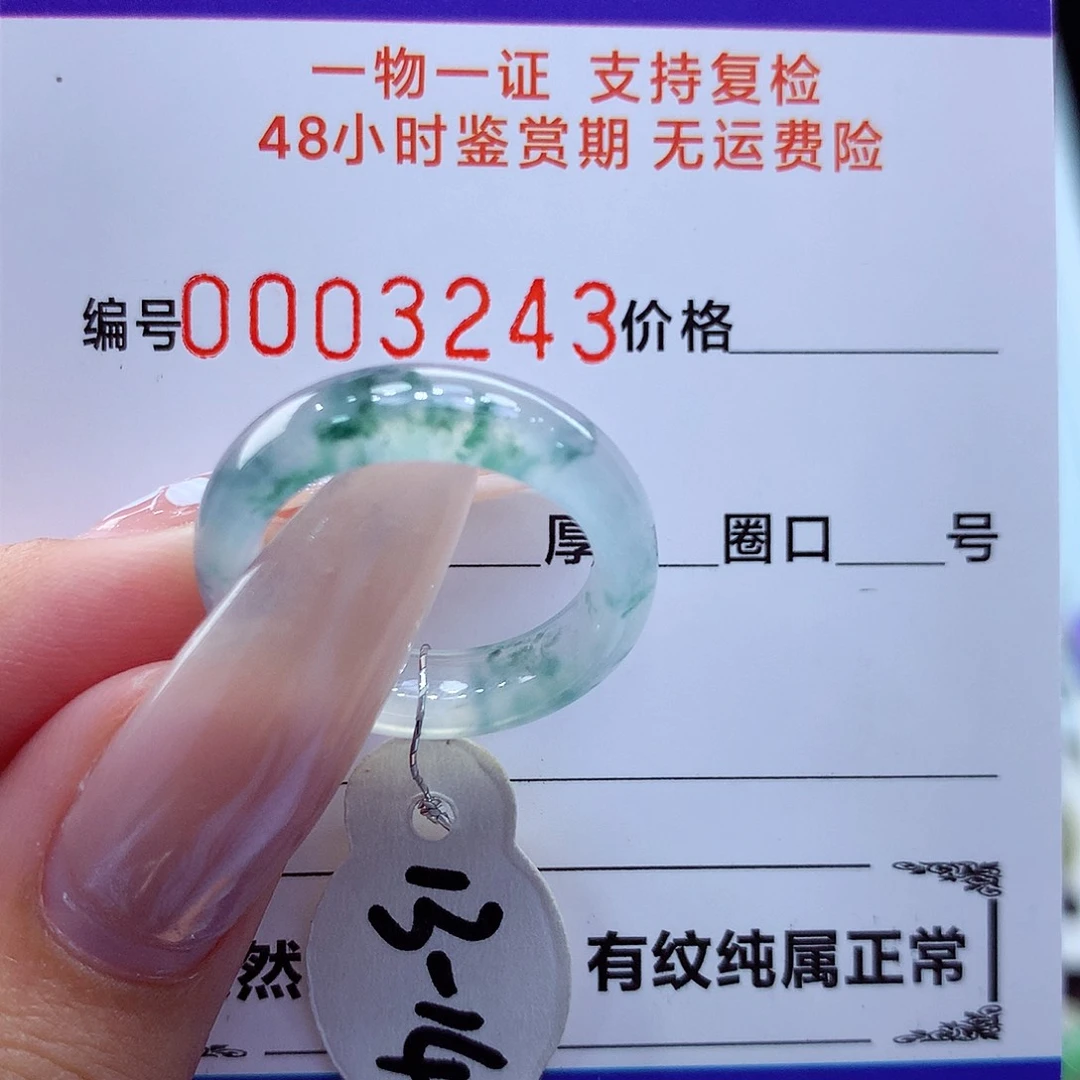 一物一证 支持复检
48小时鉴赏期 无运费险
编号0003243价格
厚 圈口 号
然 有纹纯属正常
13-14